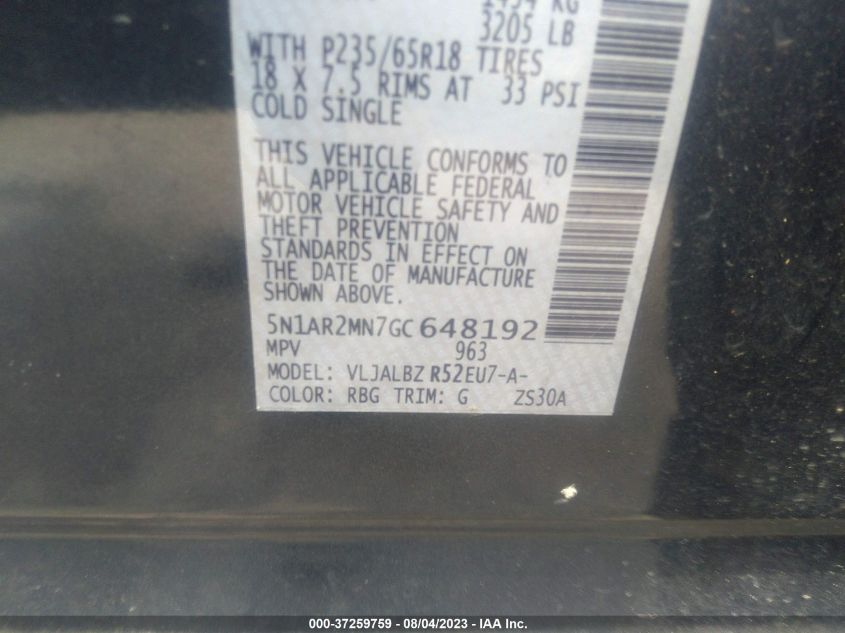 3205 LB
WITH P235/65R18 TIRES
18 X 7.5 RIMS AT 33 PSI
COLD SINGLE
THIS VEHICLE CONFORMS TO
ALL APPLICABLE FEDERAL
MOTOR VEHICLE SAFETY AND
THEFT PREVENTION
STANDARDS IN EFFECT ON
THE DATE OF MANUFACTURE
SHOWN ABOVE.
5N1AR2MN7GC648192
MPV 963
MODEL: VLJALBZ R52EU7-A-
COLOR: RBG TRIM: G ZS30A
000-37259759 - 08/04/2023 - IAA Inc.